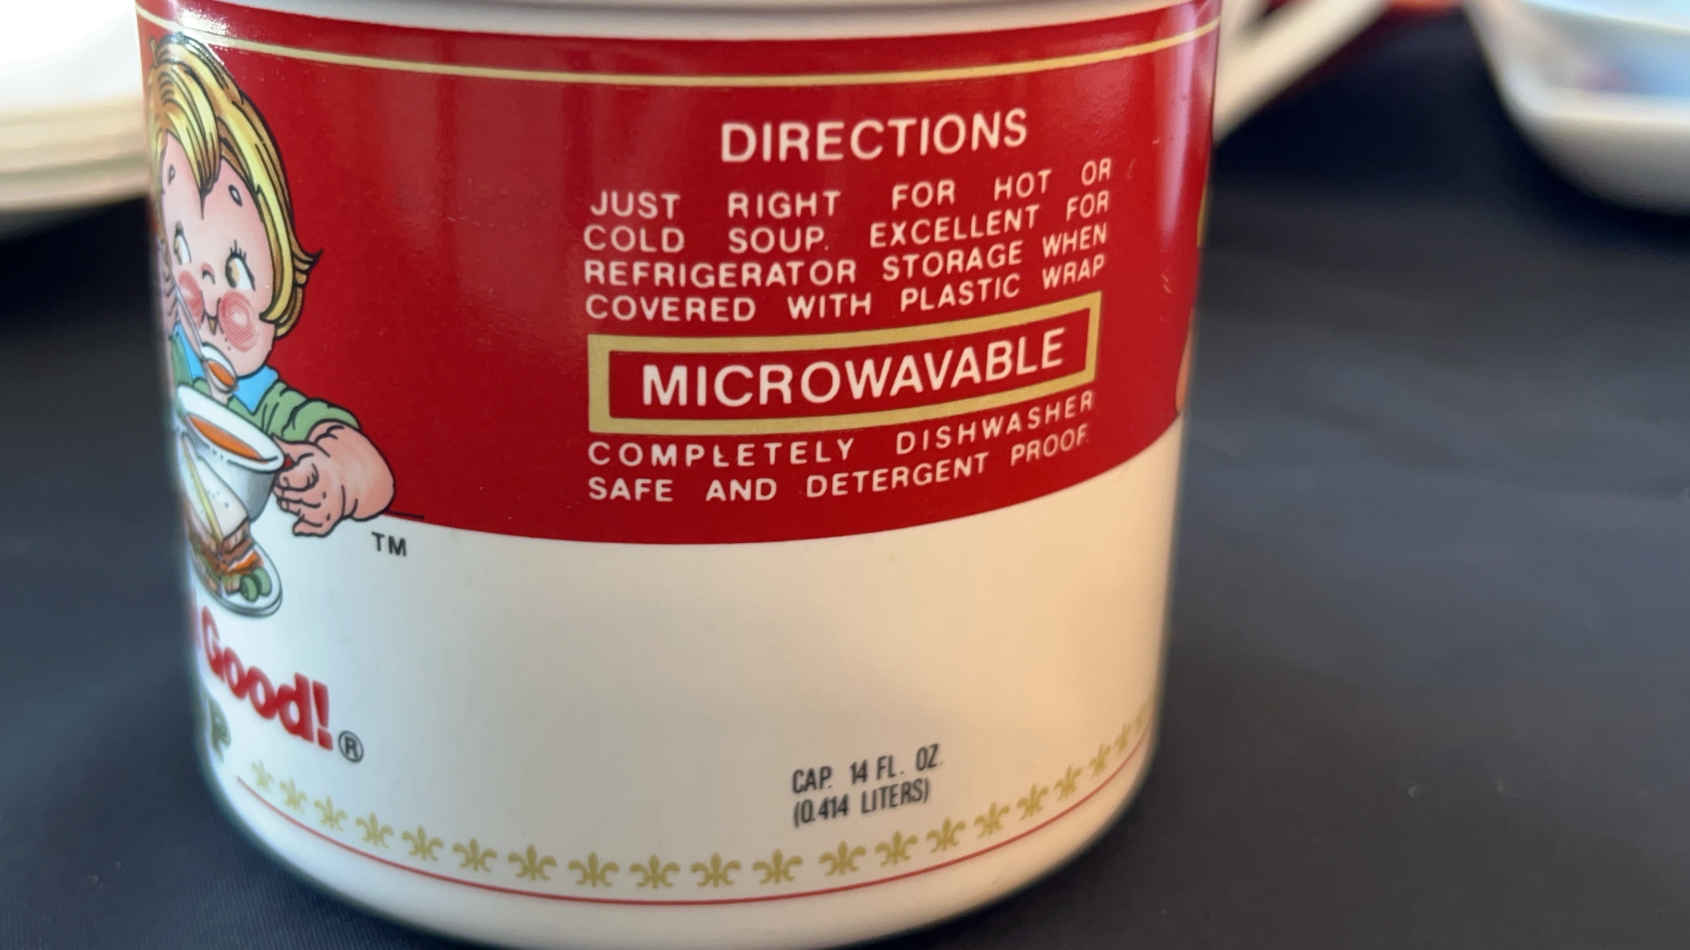 DIRECTIONS
JUST RIGHT FOR HOT OR
COLD SOUP. EXCELLENT FOR
REFRIGERATOR STORAGE WHEN
COVERED WITH PLASTIC WRAP
MICROWAVABLE
COMPLETELY DISHWASHER
SAFE AND DETERGENT PROOF.
TM
Good!®
CAP. 14 FL. OZ.
(0.414 LITERS)